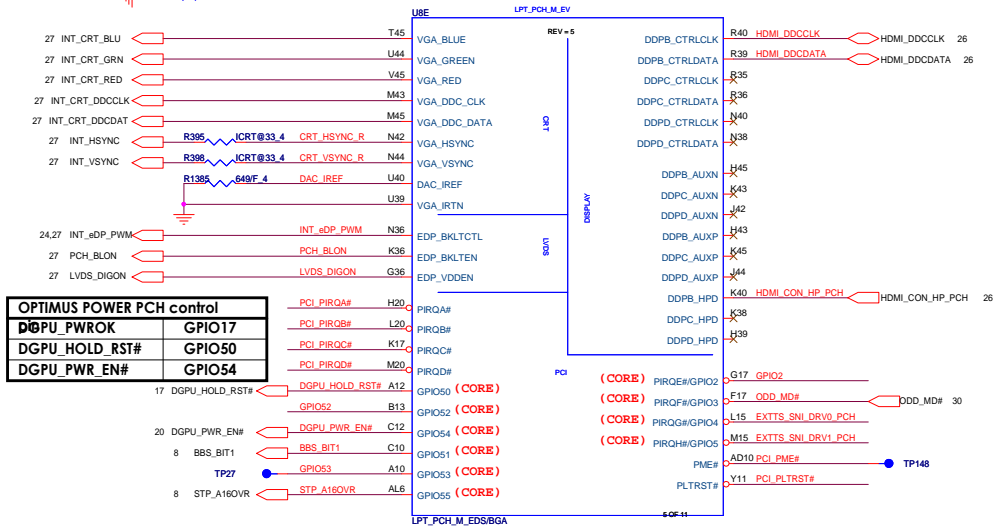 U8E
LPT_PCH_M_EV
REV = 5
27 INT_CRT_BLU T45 VGA_BLUE
27 INT_CRT_GRN U44 VGA_GREEN
27 INT_CRT_RED V45 VGA_RED
27 INT_CRT_DDCCLK M43 VGA_DDC_CLK
27 INT_CRT_DDCDAT M45 VGA_DDC_DATA
27 INT_HSYNC R395 ICRT@33_4 CRT_HSYNC_R N42 VGA_HSYNC
27 INT_VSYNC R398 ICRT@33_4 CRT_VSYNC_R N44 VGA_VSYNC
R1385 649/F_4 DAC_IREF U40 DAC_IREF
U39 VGA_IRTN
24,27 INT_eDP_PWM INT_eDP_PWM N36 EDP_BKLTCTL
27 PCH_BLON PCH_BLON K36 EDP_BKLTEN
27 LVDS_DIGON LVDS_DIGON G36 EDP_VDDEN
CRT
LVDS
DISPLAY
PCI
R40 HDMI_DDCCLK HDMI_DDCCLK 26
DDPB_CTRLCLK
R39 HDMI_DDCDATA HDMI_DDCDATA 26
DDPB_CTRLDATA
DDPC_CTRLCLK R35
DDPC_CTRLDATA R36
DDPD_CTRLCLK N40
DDPD_CTRLDATA N38
DDPB_AUXN H45
DDPC_AUXN K43
DDPD_AUXN J42
DDPB_AUXP H43
DDPC_AUXP K45
DDPD_AUXP J44
DDPB_HPD K40 HDMI_CON_HP_PCH HDMI_CON_HP_PCH 26
DDPC_HPD K38
DDPD_HPD H39
OPTIMUS POWER PCH control
DGPU_PWROK GPIO17
DGPU_HOLD_RST# GPIO50
DGPU_PWR_EN# GPIO54
PCI_PIRQA# H20 PIRQA#
PCI_PIRQB# L20 PIRQB#
PCI_PIRQC# K17 PIRQC#
PCI_PIRQD# M20 PIRQD#
17 DGPU_HOLD_RST# DGPU_HOLD_RST# A12 GPIO50 (CORE)
GPIO52 B13 GPIO52 (CORE)
20 DGPU_PWR_EN# DGPU_PWR_EN# C12 GPIO54 (CORE)
8 BBS_BIT1 BBS_BIT1 C10 GPIO51 (CORE)
TP27 GPIO53 A10 GPIO53 (CORE)
8 STP_A16OVR STP_A16OVR AL6 GPIO55 (CORE)
(CORE) PIRQE#/GPIO2 G17 GPIO2
(CORE) PIRQF#/GPIO3 F17 ODD_MD# ODD_MD# 30
(CORE) PIRQG#/GPIO4 L15 EXTTS_SNI_DRV0_PCH
(CORE) PIRQH#/GPIO5 M15 EXTTS_SNI_DRV1_PCH
PME# AD10 PCI_PME# TP148
PLTRST# Y11 PCI_PLTRST#
5 OF 11
LPT_PCH_M_EDS/BGA